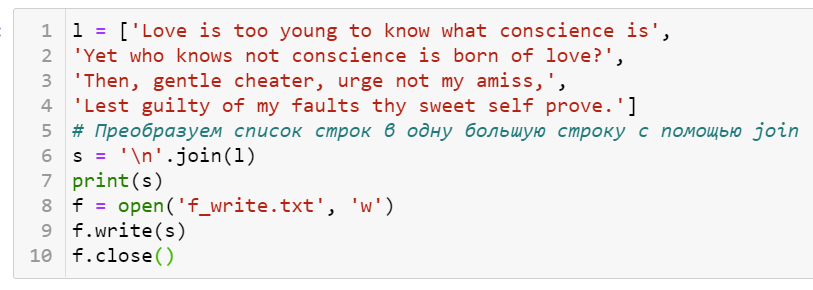 1 l = ['Love is too young to know what conscience is',
2 'Yet who knows not conscience is born of love?',
3 'Then, gentle cheater, urge not my amiss,',
4 'Lest guilty of my faults thy sweet self prove.']
5 # Преобразуем список строк в одну большую строку с помощью join
6 s = '\n'.join(l)
7 print(s)
8 f = open('f_write.txt', 'w')
9 f.write(s)
10 f.close()